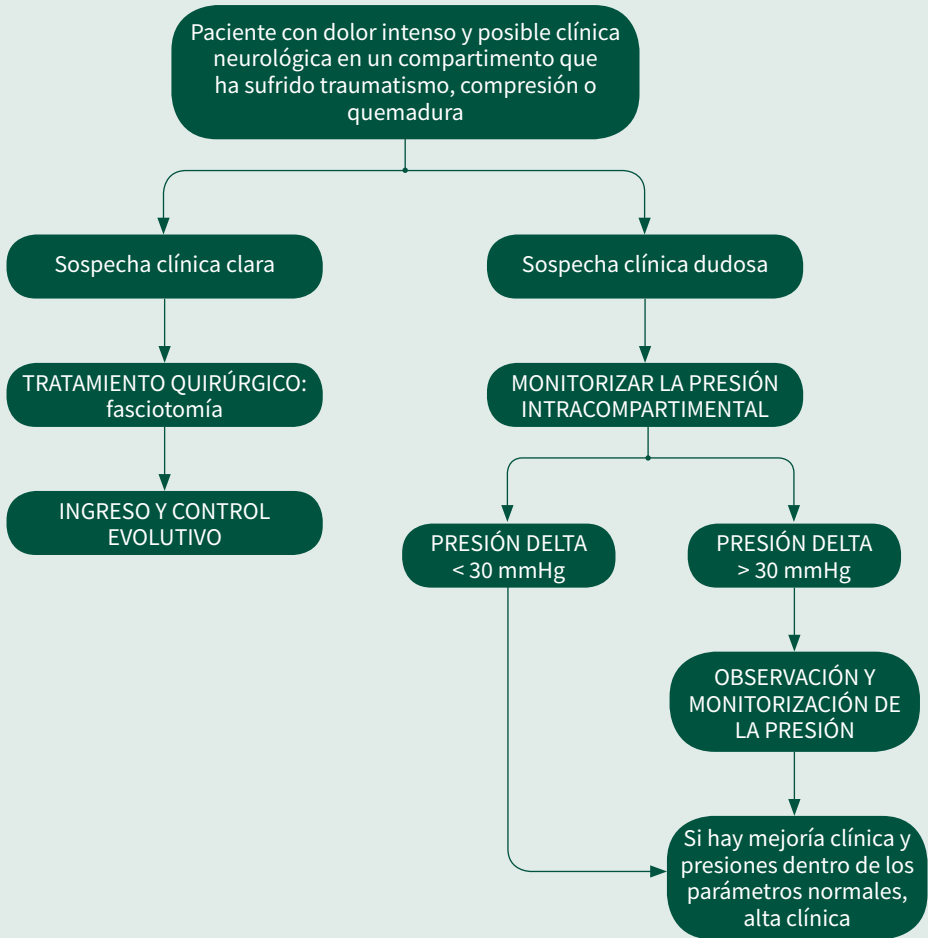 Paciente con dolor intenso y posible clínica
neurológica en un compartimento que
ha sufrido traumatismo, compresión o
quemadura
Sospecha clínica clara
Sospecha clínica dudosa
TRATAMIENTO QUIRÚRGICO:
fasciotomía
MONITORIZAR LA PRESIÓN
INTRACOMPARTIMENTAL
INGRESO Y CONTROL
EVOLUTIVO
PRESIÓN DELTA
< 30 mmHg
PRESIÓN DELTA
> 30 mmHg
OBSERVACIÓN Y
MONITORIZACIÓN DE
LA PRESIÓN
Si hay mejoría clínica y
presiones dentro de los
parámetros normales,
alta clínica